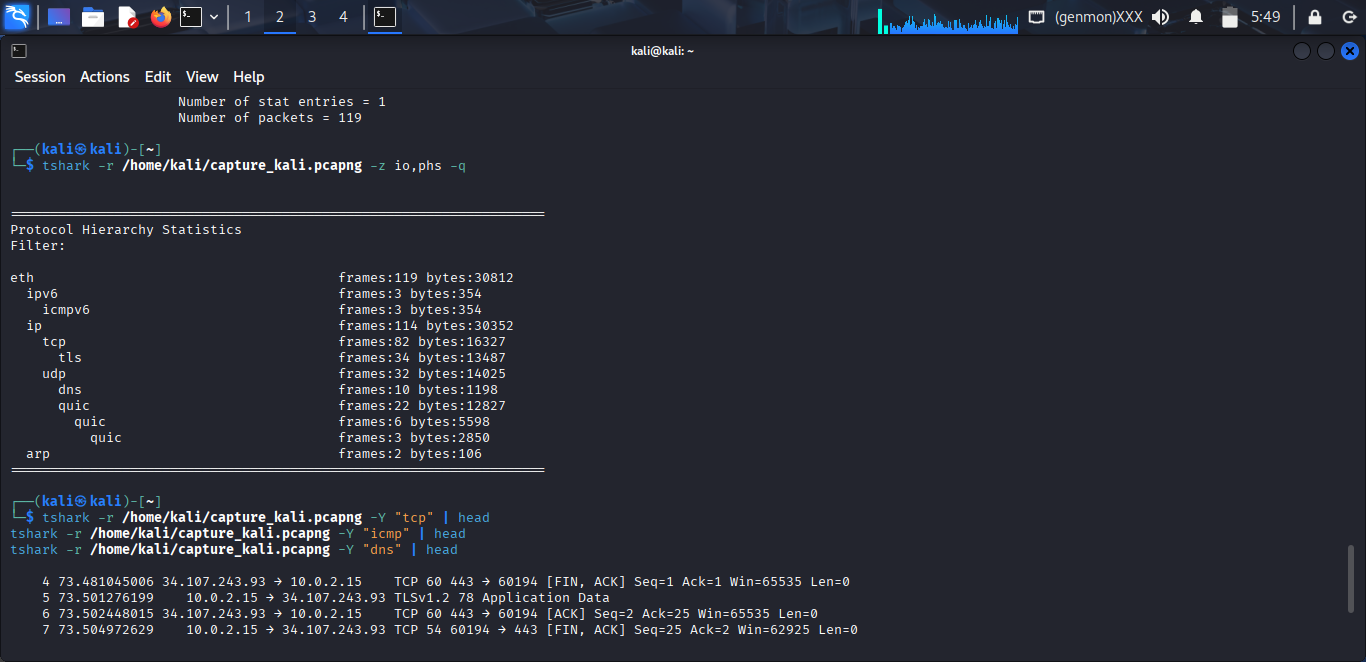 1 2 3 4 (genmon)XXX 5:49
kali@kali: ~
Session Actions Edit View Help
Number of stat entries = 1
Number of packets = 119
┌──(kali㉿kali)-[~]
└─$ tshark -r /home/kali/capture_kali.pcapng -z io,phs -q
===================================================================
Protocol Hierarchy Statistics
Filter:
eth frames:119 bytes:30812
ipv6 frames:3 bytes:354
icmpv6 frames:3 bytes:354
ip frames:114 bytes:30352
tcp frames:82 bytes:16327
tls frames:34 bytes:13487
udp frames:32 bytes:14025
dns frames:10 bytes:1198
quic frames:22 bytes:12827
quic frames:6 bytes:5598
quic frames:3 bytes:2850
arp frames:2 bytes:106
===================================================================
┌──(kali㉿kali)-[~]
└─$ tshark -r /home/kali/capture_kali.pcapng -Y "tcp" | head
tshark -r /home/kali/capture_kali.pcapng -Y "icmp" | head
tshark -r /home/kali/capture_kali.pcapng -Y "dns" | head
4 73.481045006 34.107.243.93 → 10.0.2.15 TCP 60 443 → 60194 [FIN, ACK] Seq=1 Ack=1 Win=65535 Len=0
5 73.501276199 10.0.2.15 → 34.107.243.93 TLSv1.2 78 Application Data
6 73.502448015 34.107.243.93 → 10.0.2.15 TCP 60 443 → 60194 [ACK] Seq=2 Ack=25 Win=65535 Len=0
7 73.504972629 10.0.2.15 → 34.107.243.93 TCP 54 60194 → 443 [FIN, ACK] Seq=25 Ack=2 Win=62925 Len=0